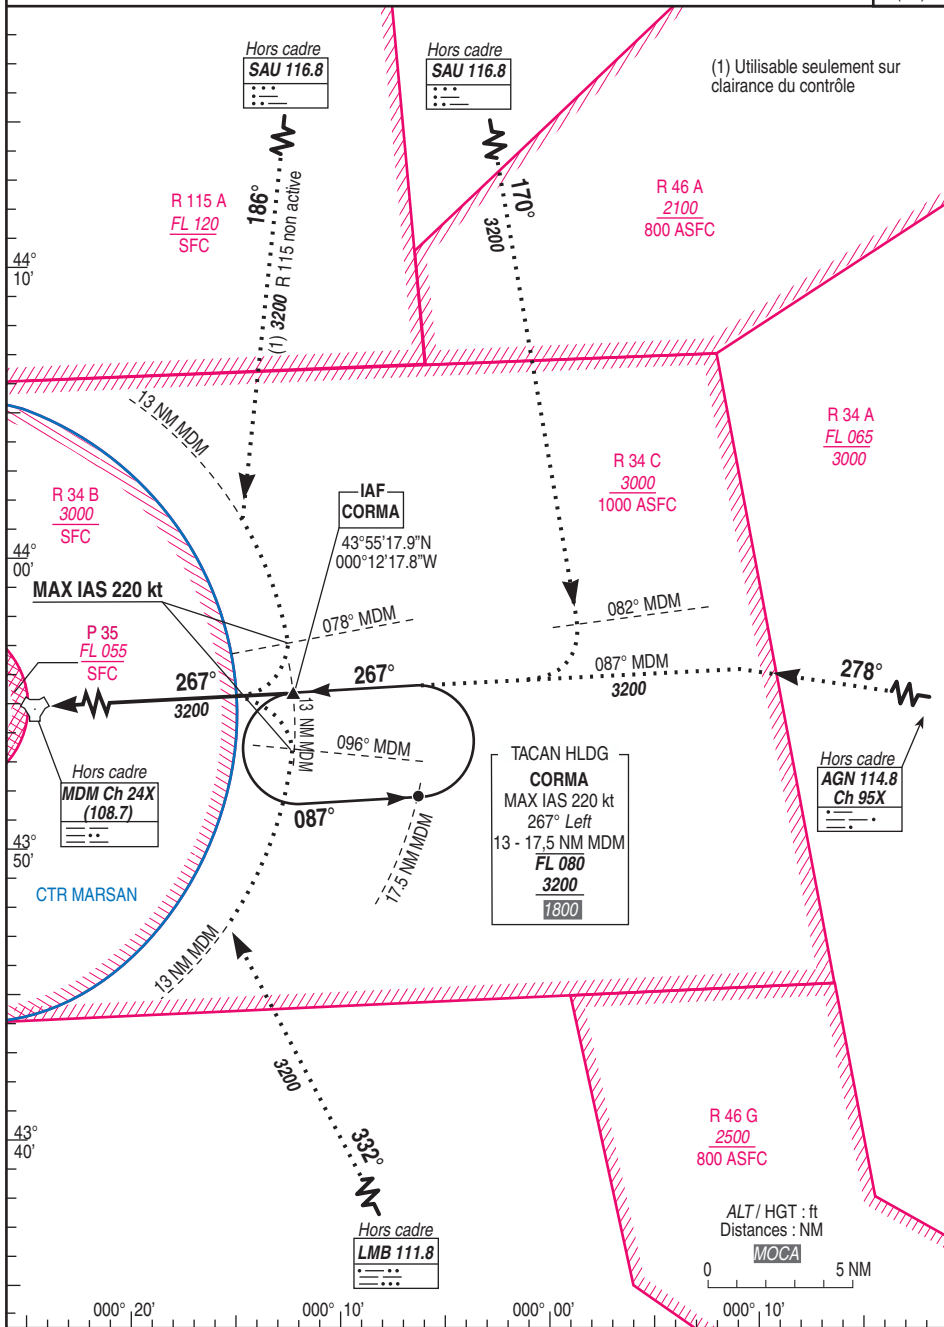 Hors cadre
SAU 116.8
Hors cadre
SAU 116.8
(1) Utilisable seulement sur
clairance du contrôle
186°
(1) 3200 R 115 non active
170°
3200
R 115 A
FL 120
SFC
R 46 A
2100
800 ASFC
44°
10'
13 NM MDM
R 34 A
FL 065
3000
R 34 C
3000
1000 ASFC
R 34 B
3000
SFC
IAF
CORMA
43°55'17.9"N
000°12'17.8"W
44°
00'
MAX IAS 220 kt
078° MDM
082° MDM
P 35
FL 055
SFC
267°
3200
267°
087° MDM
3200
278°
13 NM MDM
096° MDM
087°
17.5 NM MDM
Hors cadre
MDM Ch 24X
(108.7)
TACAN HLDG
CORMA
MAX IAS 220 kt
267° Left
13 - 17,5 NM MDM
FL 080
3200
1800
Hors cadre
AGN 114.8
Ch 95X
43°
50'
CTR MARSAN
13 NM MDM
3200
332°
43°
40'
R 46 G
2500
800 ASFC
Hors cadre
LMB 111.8
ALT / HGT : ft
Distances : NM
MOCA
0 5 NM
000° 20' 000° 10' 000° 00' 000° 10'